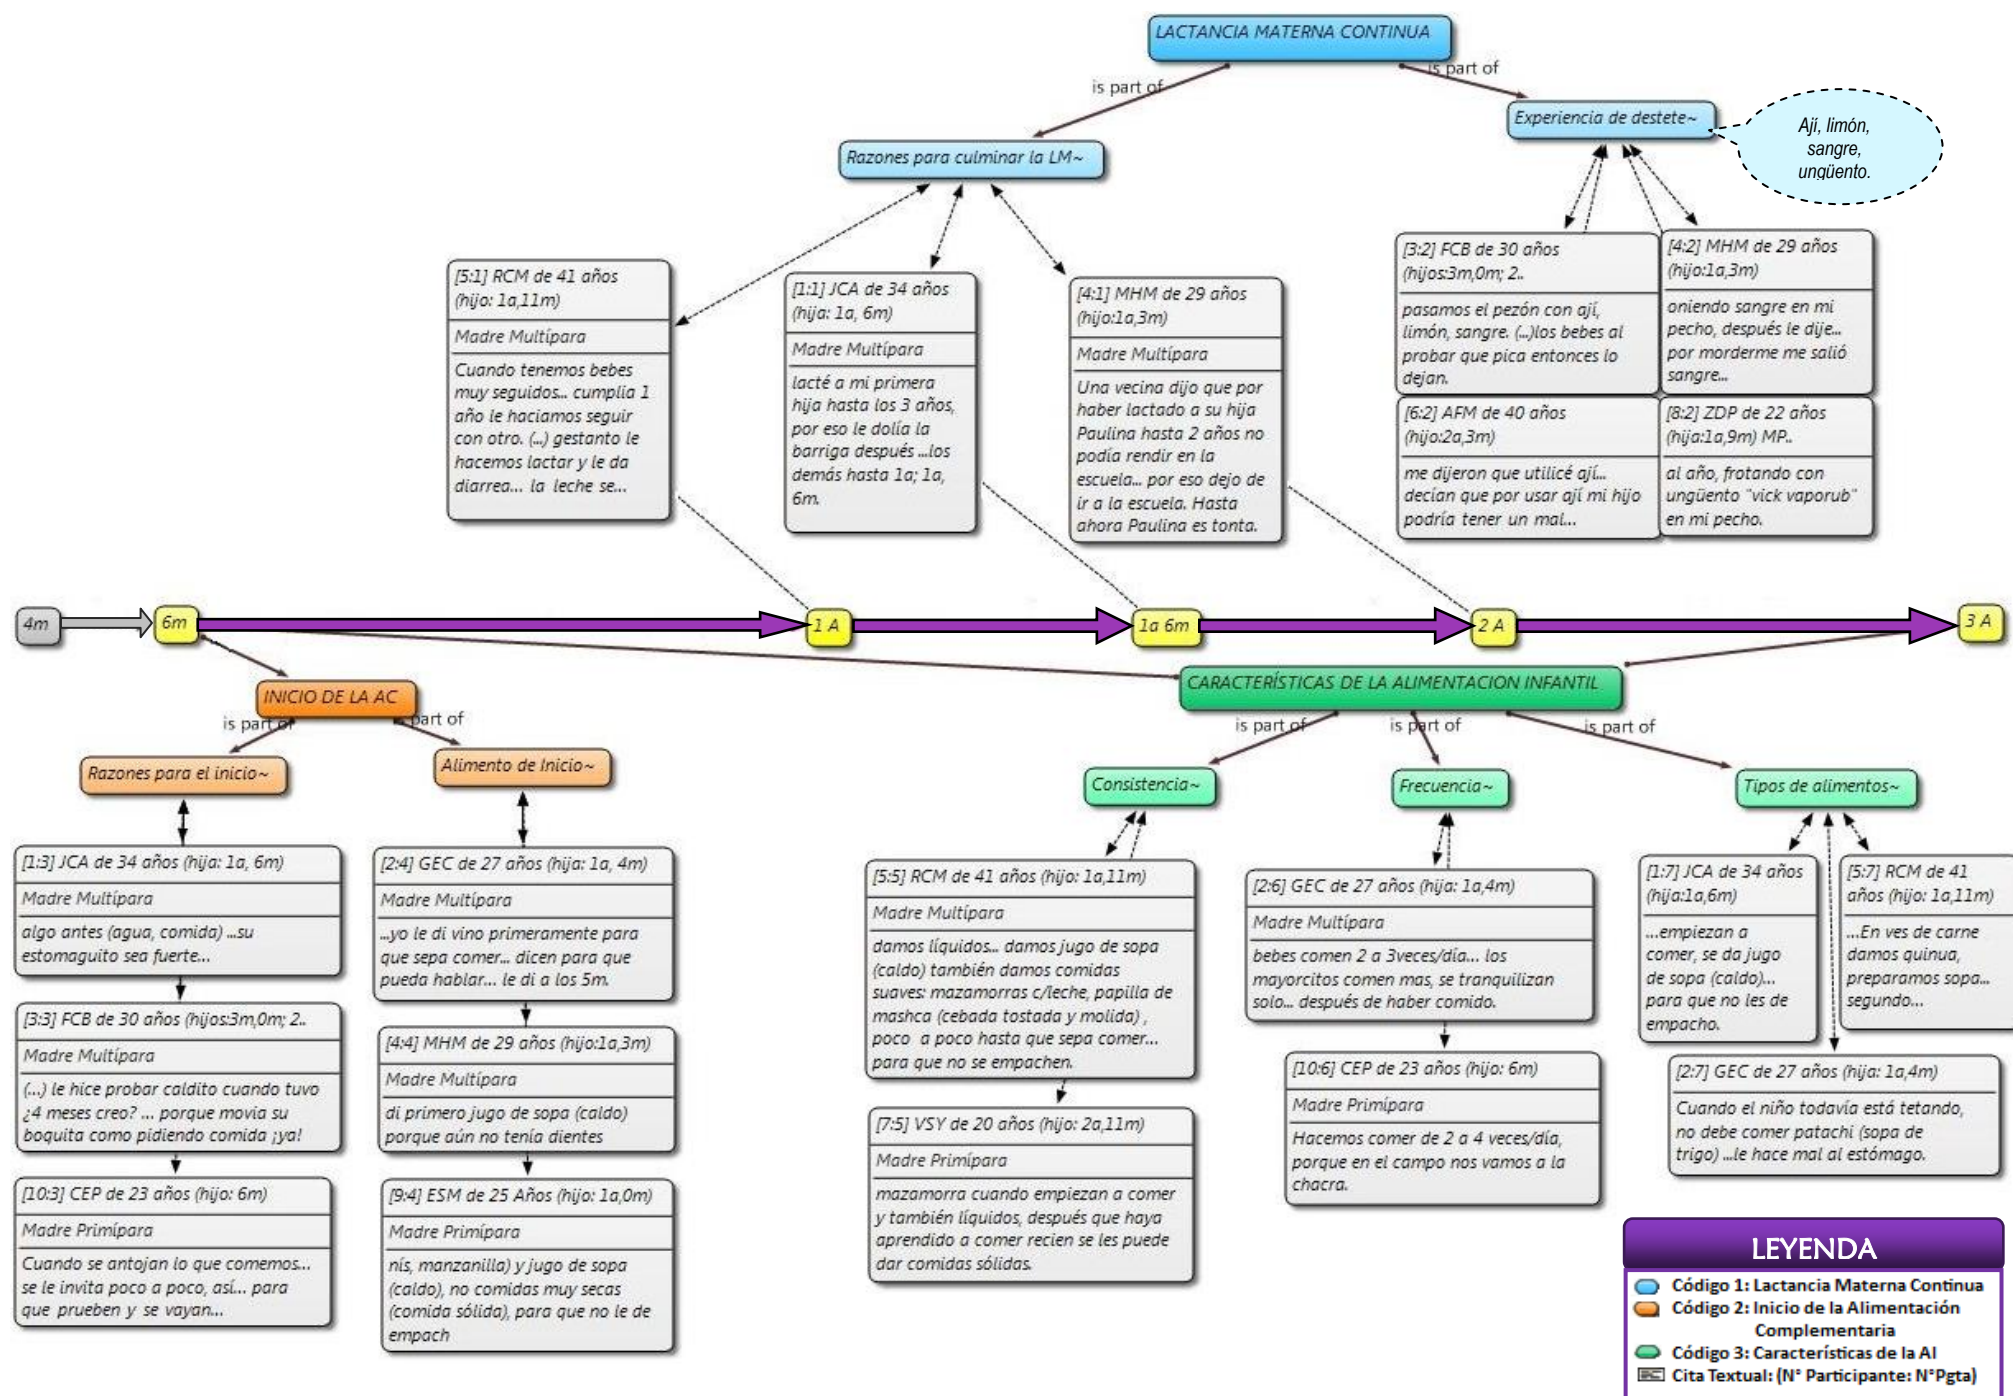 LACTANCIA MATERNA CONTINUA
is part of
is part of
Razones para culminar la LM~
Experiencia de destete~
Ají, limón,
sangre,
ungüento.
[5:1] RCM de 41 años
(hijo: 1a,11m)
Madre Multípara
Cuando tenemos bebes
muy seguidos... cumplia 1
año le haciamos seguir
con otro. (...) gestanto le
hacemos lactar y le da
diarrea... la leche se...
[1:1] JCA de 34 años
(hija: 1a, 6m)
Madre Multípara
lacté a mi primera
hija hasta los 3 años,
por eso le dolía la
barriga después ...los
demás hasta 1a; 1a,
6m.
[4:1] MHM de 29 años
(hijo:1a,3m)
Madre Multípara
Una vecina dijo que por
haber lactado a su hija
Paulina hasta 2 años no
podía rendir en la
escuela... por eso dejo de
ir a la escuela. Hasta
ahora Paulina es tonta.
[3:2] FCB de 30 años
(hijos:3m,0m; 2..
pasamos el pezón con ají,
limón, sangre. (...)los bebes al
probar que pica entonces lo
dejan.
[4:2] MHM de 29 años
(hijo:1a,3m)
oniendo sangre en mi
pecho, después le dije...
por morderme me salió
sangre...
[6:2] AFM de 40 años
(hijo:2a,3m)
me dijeron que utilicé ají...
decían que por usar ají mi hijo
podría tener un mal...
[8:2] ZDP de 22 años
(hija:1a,9m) MP..
al año, frotando con
ungüento "vick vaporub"
en mi pecho.
4m
6m
1 A
1a 6m
2 A
3 A
INICIO DE LA AC
is part of
part of
Razones para el inicio~
Alimento de Inicio~
[1:3] JCA de 34 años (hija: 1a, 6m)
Madre Multípara
algo antes (agua, comida) ...su
estomaguito sea fuerte...
[3:3] FCB de 30 años (hijos:3m,0m; 2..
Madre Multípara
(...) le hice probar caldito cuando tuvo
¿4 meses creo? ... porque movia su
boquita como pidiendo comida ¡ya!
[10:3] CEP de 23 años (hijo: 6m)
Madre Primípara
Cuando se antojan lo que comemos...
se le invita poco a poco, así... para
que prueben y se vayan...
[2:4] GEC de 27 años (hija: 1a, 4m)
Madre Multípara
...yo le di vino primeramente para
que sepa comer... dicen para que
pueda hablar... le di a los 5m.
[4:4] MHM de 29 años (hijo:1a,3m)
Madre Multípara
di primero jugo de sopa (caldo)
porque aún no tenía dientes
[9:4] ESM de 25 Años (hijo: 1a,0m)
Madre Primípara
nís, manzanilla) y jugo de sopa
(caldo), no comidas muy secas
(comida sólida), para que no le de
empach
CARACTERÍSTICAS DE LA ALIMENTACION INFANTIL
is part of
is part of
is part of
Consistencia~
Frecuencia~
Tipos de alimentos~
[5:5] RCM de 41 años (hijo: 1a,11m)
Madre Multípara
damos líquidos... damos jugo de sopa
(caldo) también damos comidas
suaves: mazamorras c/leche, papilla de
mashca (cebada tostada y molida) ,
poco a poco hasta que sepa comer...
para que no se empachen.
[7:5] VSY de 20 años (hijo: 2a,11m)
Madre Primípara
mazamorra cuando empiezan a comer
y también líquidos, después que haya
aprendido a comer recien se les puede
dar comidas sólidas.
[2:6] GEC de 27 años (hija: 1a,4m)
Madre Multípara
bebes comen 2 a 3veces/día... los
mayorcitos comen mas, se tranquilizan
solo... después de haber comido.
[10:6] CEP de 23 años (hijo: 6m)
Madre Primípara
Hacemos comer de 2 a 4 veces/día,
porque en el campo nos vamos a la
chacra.
[1:7] JCA de 34 años
(hija:1a,6m)
...empiezan a
comer, se da jugo
de sopa (caldo)...
para que no les de
empacho.
[5:7] RCM de 41
años (hijo: 1a,11m)
...En ves de carne
damos quinua,
preparamos sopa...
segundo...
[2:7] GEC de 27 años (hija: 1a,4m)
Cuando el niño todavía está tetando,
no debe comer patachi (sopa de
trigo) ...le hace mal al estómago.
LEYENDA
Código 1: Lactancia Materna Continua
Código 2: Inicio de la Alimentación
Complementaria
Código 3: Características de la AI
Cita Textual: (N° Participante: N°Pgta)